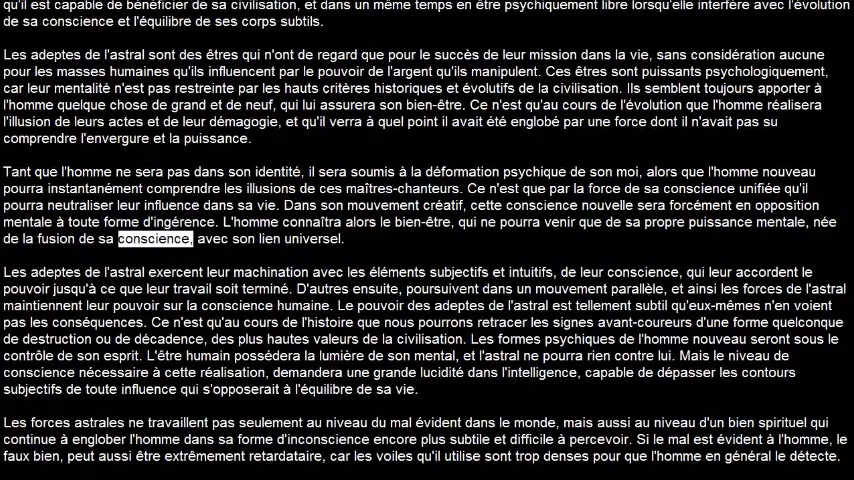 qu'il est capable de bénéficier de sa civilisation, et dans un même temps en être psychiquement libre lorsqu'elle interfère avec l'évolution
de sa conscience et l'équilibre de ses corps subtils.
Les adeptes de l'astral sont des êtres qui n'ont de regard que pour le succès de leur mission dans la vie, sans considération aucune
pour les masses humaines qu'ils influencent par le pouvoir de l'argent qu'ils manipulent. Ces êtres sont puissants psychologiquement,
car leur mentalité n'est pas restreinte par les hauts critères historiques et évolutifs de la civilisation. Ils semblent toujours apporter à
l'homme quelque chose de grand et de neuf, qui lui assurera son bien-être. Ce n'est qu'au cours de l'évolution que l'homme réalisera
l'illusion de leurs actes et de leur démagogie, et qu'il verra à quel point il avait été englobé par une force dont il n'avait pas su
comprendre l'envergure et la puissance.
Tant que l'homme ne sera pas dans son identité, il sera soumis à la déformation psychique de son moi, alors que l'homme nouveau
pourra instantanément comprendre les illusions de ces maîtres-chanteurs. Ce n'est que par la force de sa conscience unifiée qu'il
pourra neutraliser leur influence dans sa vie. Dans son mouvement créatif, cette conscience nouvelle sera forcément en opposition
mentale à toute forme d'ingérence. L'homme connaîtra alors le bien-être, qui ne pourra venir que de sa propre puissance mentale, née
de la fusion de sa conscience, avec son lien universel.
Les adeptes de l'astral exercent leur machination avec les éléments subjectifs et intuitifs, de leur conscience, qui leur accordent le
pouvoir jusqu'à ce que leur travail soit terminé. D'autres ensuite, poursuivent dans un mouvement parallèle, et ainsi les forces de l'astral
maintiennent leur pouvoir sur la conscience humaine. Le pouvoir des adeptes de l'astral est tellement subtil qu'eux-mêmes n'en voient
pas les conséquences. Ce n'est qu'au cours de l'histoire que nous pourrons retracer les signes avant-coureurs d'une forme quelconque
de destruction ou de décadence, des plus hautes valeurs de la civilisation. Les formes psychiques de l'homme nouveau seront sous le
contrôle de son esprit. L'être humain possédera la lumière de son mental, et l'astral ne pourra rien contre lui. Mais le niveau de
conscience nécessaire à cette réalisation, demandera une grande lucidité dans l'intelligence, capable de dépasser les contours
subjectifs de toute influence qui s'opposerait à l'équilibre de sa vie.
Les forces astrales ne travaillent pas seulement au niveau du mal évident dans le monde, mais aussi au niveau d'un bien spirituel qui
continue à englober l'homme dans sa forme d'inconscience encore plus subtile et difficile à percevoir. Si le mal est évident à l'homme, le
faux bien, peut aussi être extrêmement retardataire, car les voiles qu'il utilise sont trop denses pour que l'homme en général le détecte.